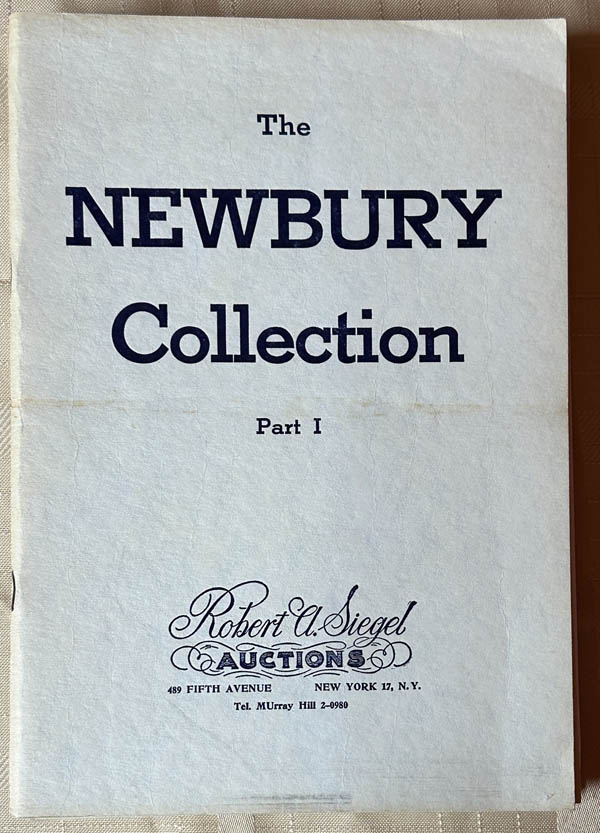 The
NEWBURY
Collection
Part I
Robert A. Siegel
AUCTIONS
489 FIFTH AVENUE NEW YORK 17, N.Y.
Tel. MUrray Hill 2-0980